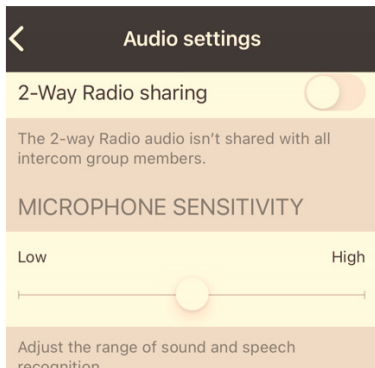 Audio settings
2-Way Radio sharing
The 2-way Radio audio isn't shared with all
intercom group members.
MICROPHONE SENSITIVITY
Low High
Adjust the range of sound and speech
recognition